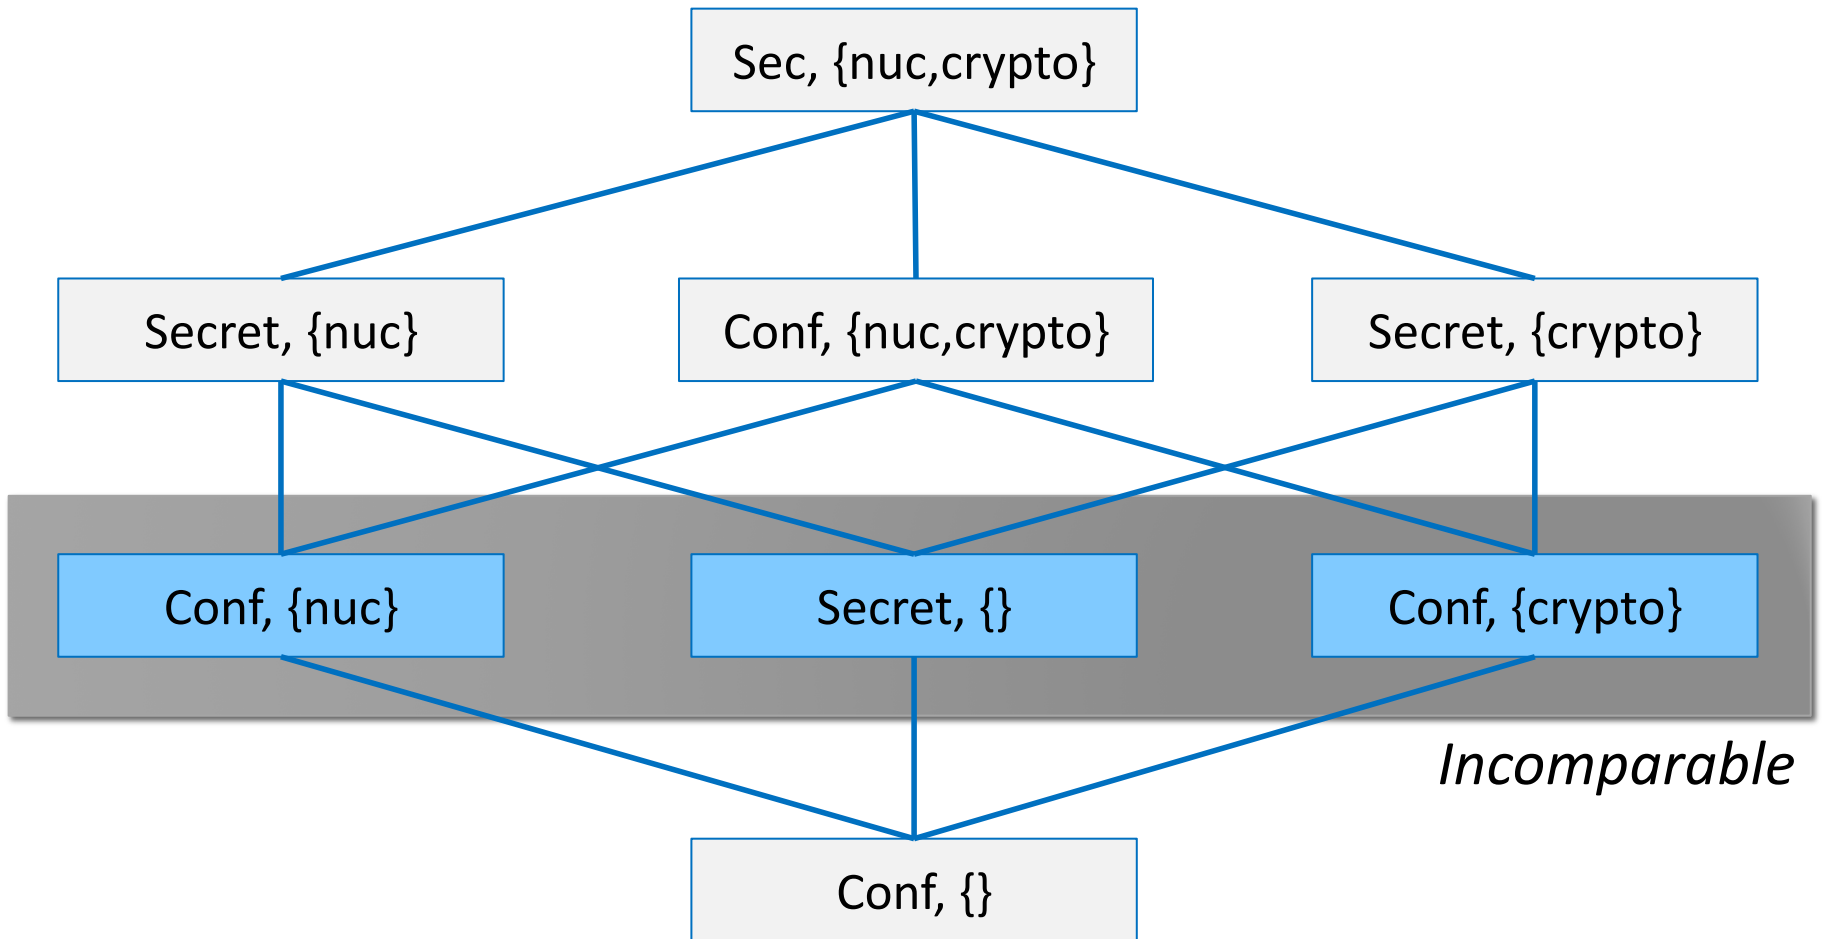 Sec, {nuc,crypto}
Secret, {nuc}
Conf, {nuc,crypto}
Secret, {crypto}
Conf, {nuc}
Secret, {}
Conf, {crypto}
Incomparable
Conf, {}